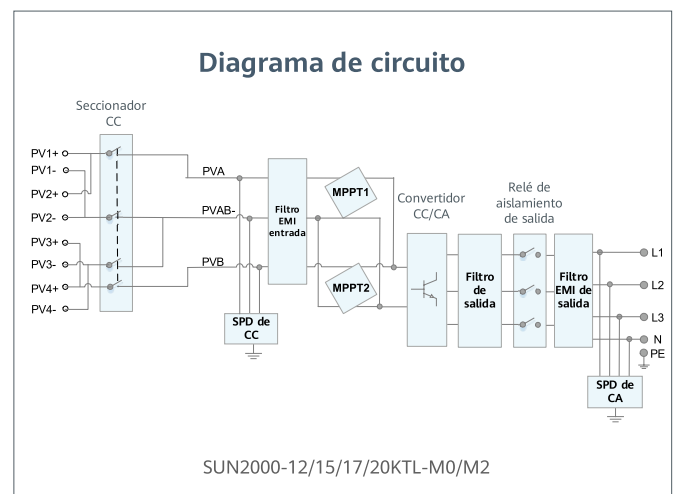 Diagrama de circuito
Seccionador
CC
PV1+
PV1-
PV2+
PV2-
PV3+
PV3-
PV4+
PV4-
PVA
PVAB-
PVB
Filtro
EMI
entrada
SPD de
CC
MPPT1
MPPT2
Convertidor
CC/CA
Filtro
de
salida
Relé de
aislamiento
de salida
Filtro
EMI de
salida
L1
L2
L3
N
PE
SPD de
CA
SUN2000-12/15/17/20KTL-M0/M2